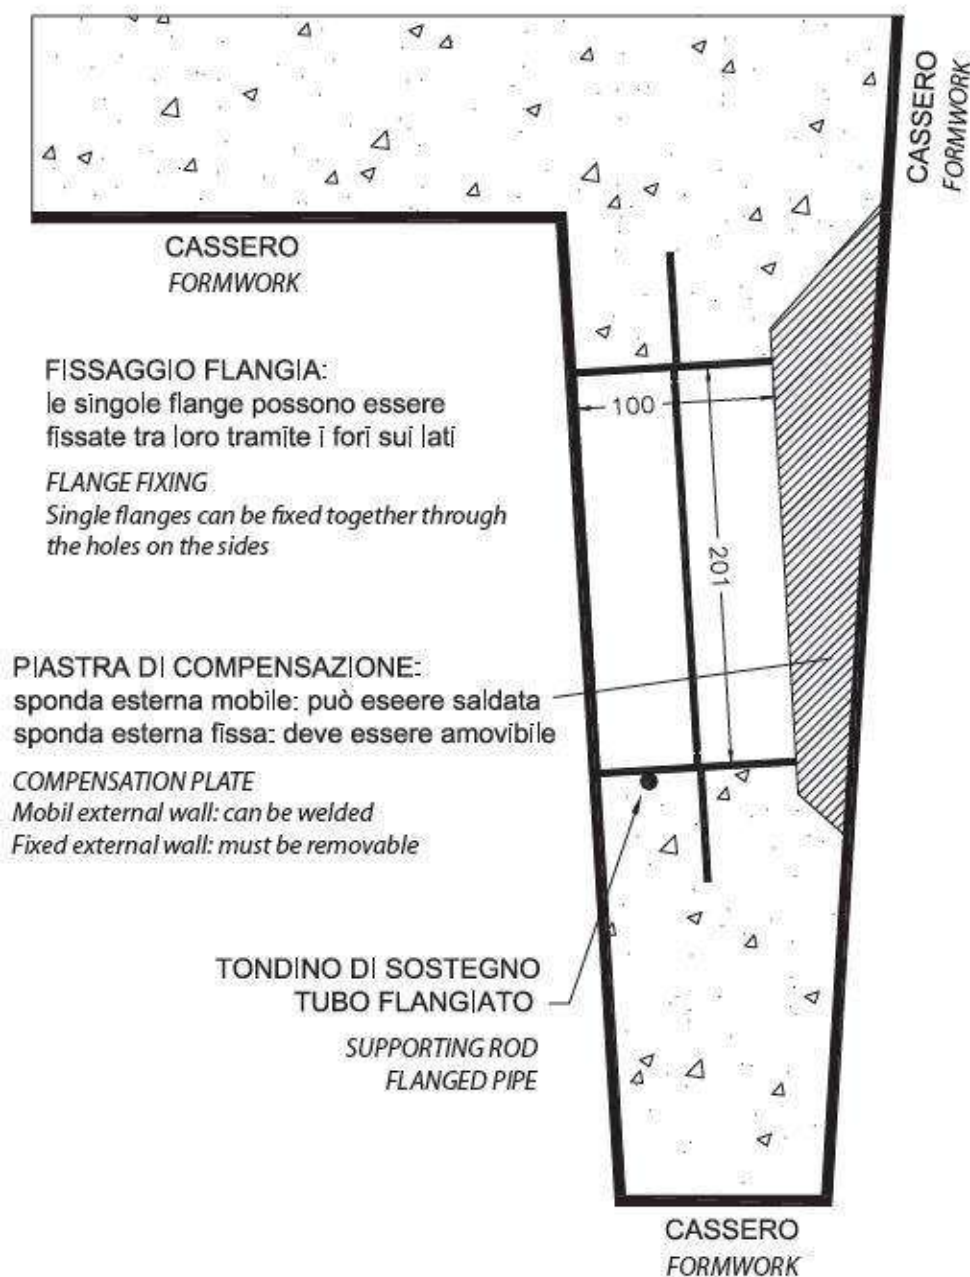 CASSERO
FORMWORK
CASSERO
FORMWORK
FISSAGGIO FLANGIA:
le singole flange possono essere
fissate tra loro tramite i fori sui lati
FLANGE FIXING
Single flanges can be fixed together through
the holes on the sides
100
201
PIASTRA DI COMPENSAZIONE:
sponda esterna mobile: può eseere saldata
sponda esterna fissa: deve essere amovibile
COMPENSATION PLATE
Mobil external wall: can be welded
Fixed external wall: must be removable
TONDINO DI SOSTEGNO
TUBO FLANGIATO
SUPPORTING ROD
FLANGED PIPE
CASSERO
FORMWORK